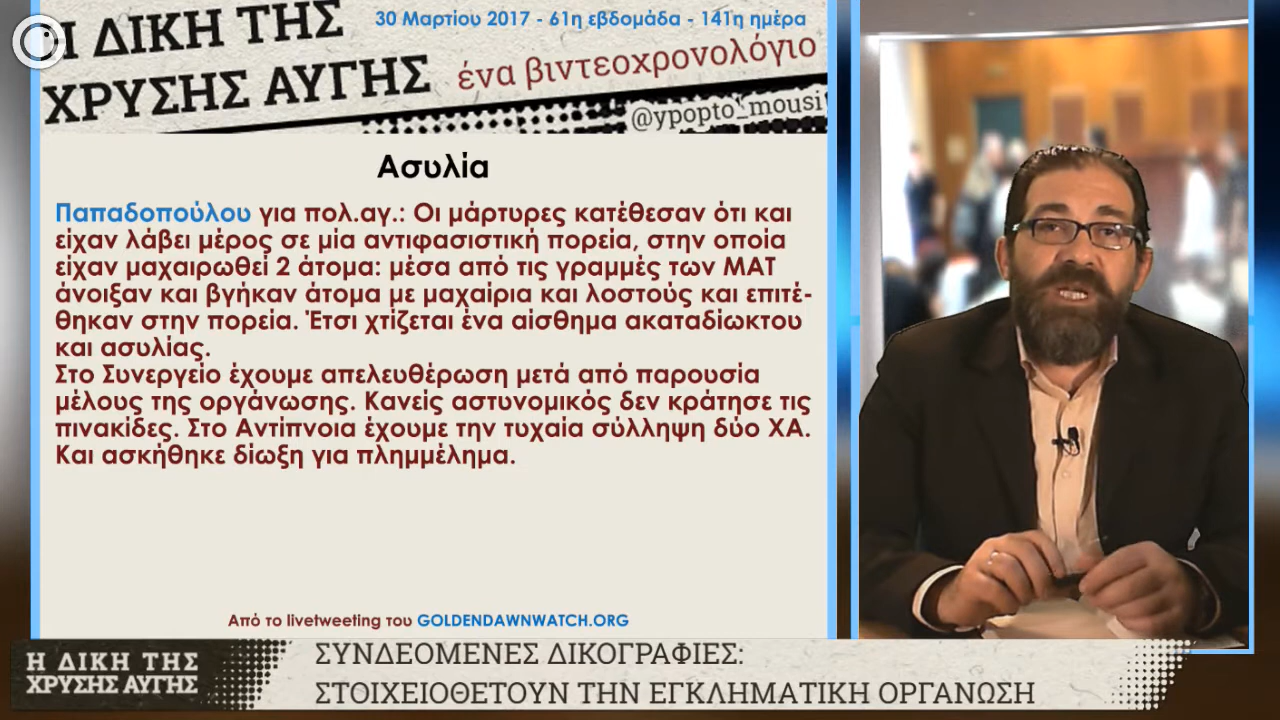 30 Μαρτίου 2017 - 61η εβδομάδα - 141η ημέρα
Η ΔΙΚΗ ΤΗΣ
ΧΡΥΣΗΣ ΑΥΓΗΣ
ένα βιντεοχρονολόγιο
@ypopto_mousi
Ασυλία
Παπαδοπούλου για πολ.αγ.: Οι μάρτυρες κατέθεσαν ότι και
είχαν λάβει μέρος σε μία αντιφασιστική πορεία, στην οποία
είχαν μαχαιρωθεί 2 άτομα: μέσα από τις γραμμές των ΜΑΤ
άνοιξαν και βγήκαν άτομα με μαχαίρια και λοστούς και επιτέ-
θηκαν στην πορεία. Έτσι χτίζεται ένα αίσθημα ακαταδίωκτου
και ασυλίας.
Στο Συνεργείο έχουμε απελευθέρωση μετά από παρουσία
μέλους της οργάνωσης. Κανείς αστυνομικός δεν κράτησε τις
πινακίδες. Στο Αντίπνοια έχουμε την τυχαία σύλληψη δύο ΧΑ.
Και ασκήθηκε δίωξη για πλημμέλημα.
Από το livetweeting του GOLDENDAWNWATCH.ORG
Η ΔΙΚΗ ΤΗΣ
ΧΡΥΣΗΣ ΑΥΓΗΣ
ΣΥΝΔΕΟΜΕΝΕΣ ΔΙΚΟΓΡΑΦΙΕΣ:
ΣΤΟΙΧΕΙΟΘΕΤΟΥΝ ΤΗΝ ΕΓΚΛΗΜΑΤΙΚΗ ΟΡΓΑΝΩΣΗ